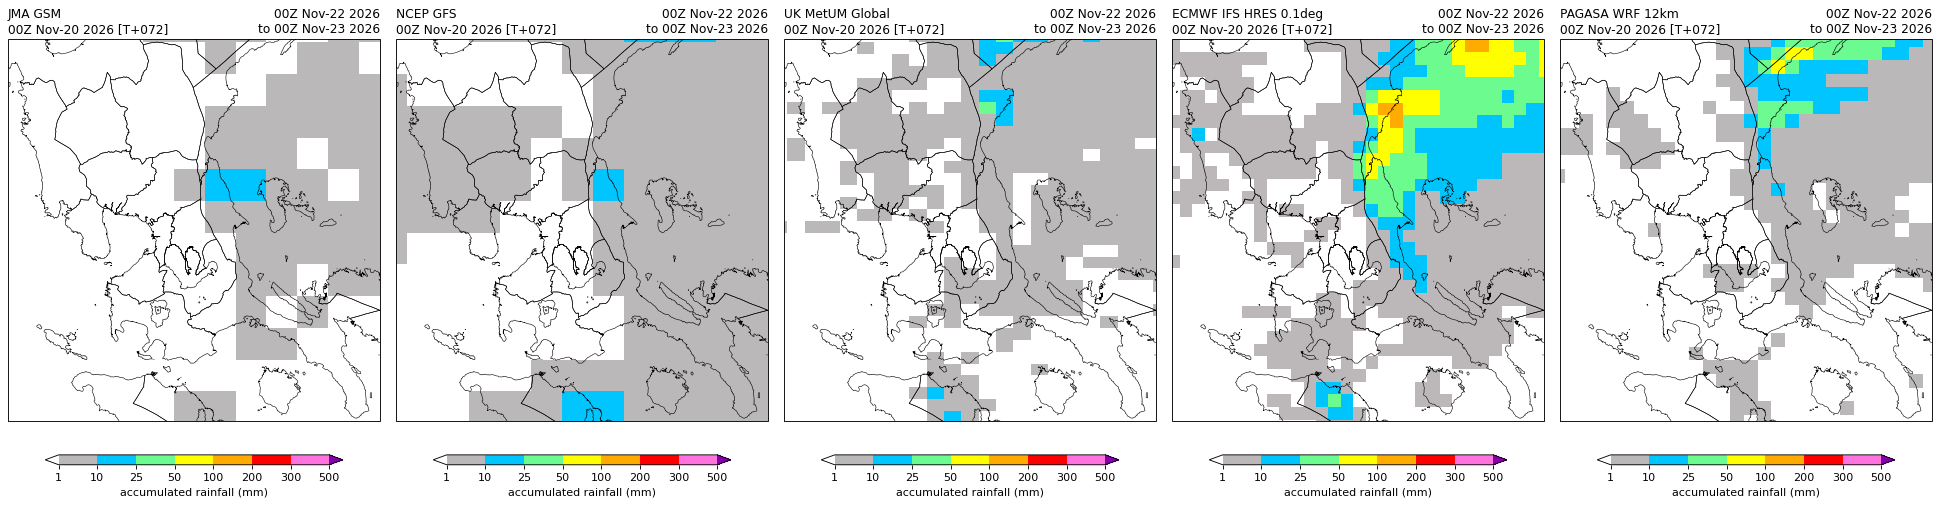 JMA GSM 00Z Nov-22 2026
00Z Nov-20 2026 [T+072] to 00Z Nov-23 2026
NCEP GFS 00Z Nov-22 2026
00Z Nov-20 2026 [T+072] to 00Z Nov-23 2026
UK MetUM Global 00Z Nov-22 2026
00Z Nov-20 2026 [T+072] to 00Z Nov-23 2026
ECMWF IFS HRES 0.1deg 00Z Nov-22 2026
00Z Nov-20 2026 [T+072] to 00Z Nov-23 2026
PAGASA WRF 12km 00Z Nov-22 2026
00Z Nov-20 2026 [T+072] to 00Z Nov-23 2026
1 10 25 50 100 200 300 500
accumulated rainfall (mm)
1 10 25 50 100 200 300 500
accumulated rainfall (mm)
1 10 25 50 100 200 300 500
accumulated rainfall (mm)
1 10 25 50 100 200 300 500
accumulated rainfall (mm)
1 10 25 50 100 200 300 500
accumulated rainfall (mm)